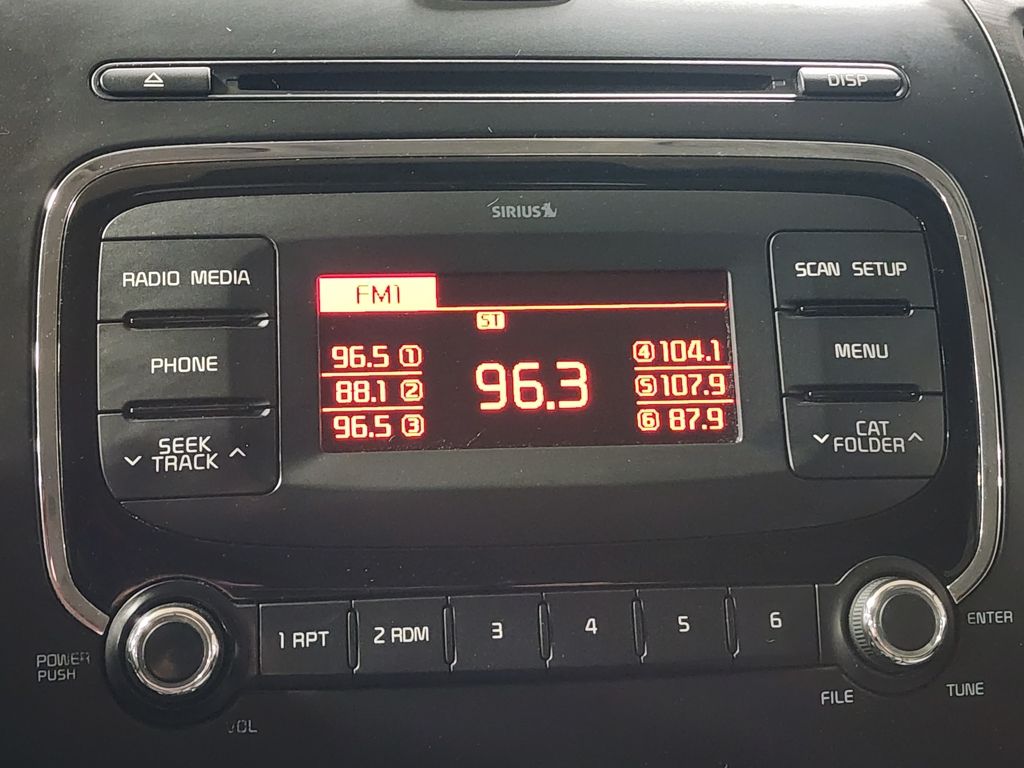 DISP
SIRIUS
RADIO MEDIA
SCAN SETUP
FM1
ST
PHONE
MENU
96.5 1
88.1 2
96.5 3
96.3
4 104.1
5 107.9
6 87.9
SEEK
TRACK
CAT
FOLDER
1 RPT
2 RDM
3
4
5
6
POWER
PUSH
VOL
ENTER
FILE
TUNE